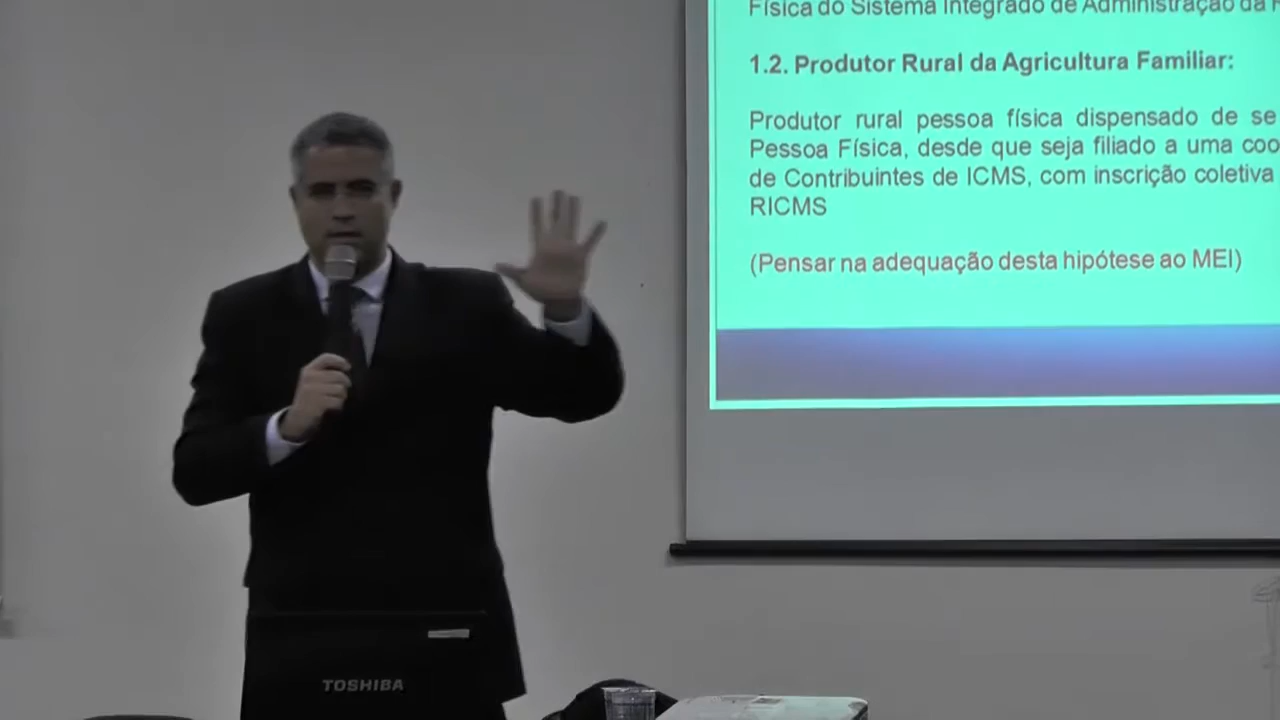 Física do Sistema Integrado de Administração da
1.2. Produtor Rural da Agricultura Familiar:
Produtor rural pessoa física dispensado de se
Pessoa Física, desde que seja filiado a uma coo
de Contribuintes de ICMS, com inscrição coletiva
RICMS
(Pensar na adequação desta hipótese ao MEI)
TOSHIBA